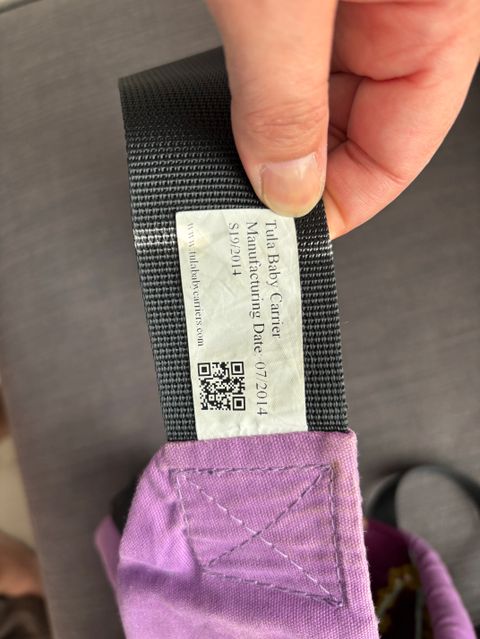 Tula Baby Carrier
Manufacturing Date: 07/2014
S19/2014
www.tulababycarriers.com